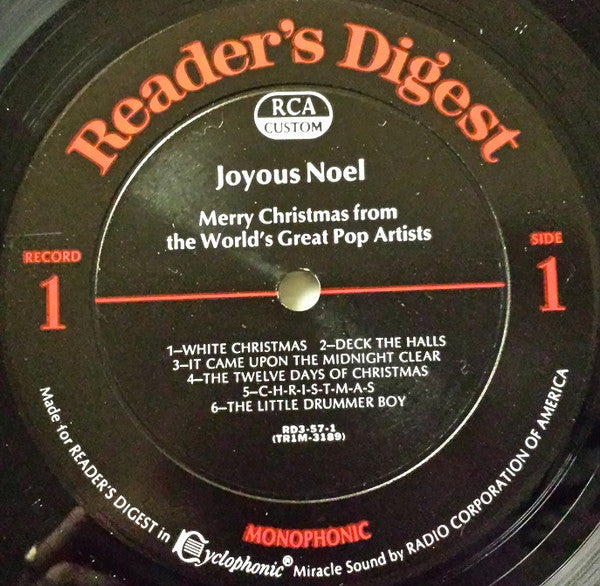 Reader's Digest
RCA
CUSTOM
Joyous Noel
Merry Christmas from
the World's Great Pop Artists
RECORD
1
SIDE
1
1—WHITE CHRISTMAS 2—DECK THE HALLS
3—IT CAME UPON THE MIDNIGHT CLEAR
4—THE TWELVE DAYS OF CHRISTMAS
5—C-H-R-I-S-T-M-A-S
6—THE LITTLE DRUMMER BOY
RD3-57-1
(TR1M-3189)
MONOPHONIC
Made for READER'S DIGEST in Cyclophonic® Miracle Sound by RADIO CORPORATION OF AMERICA